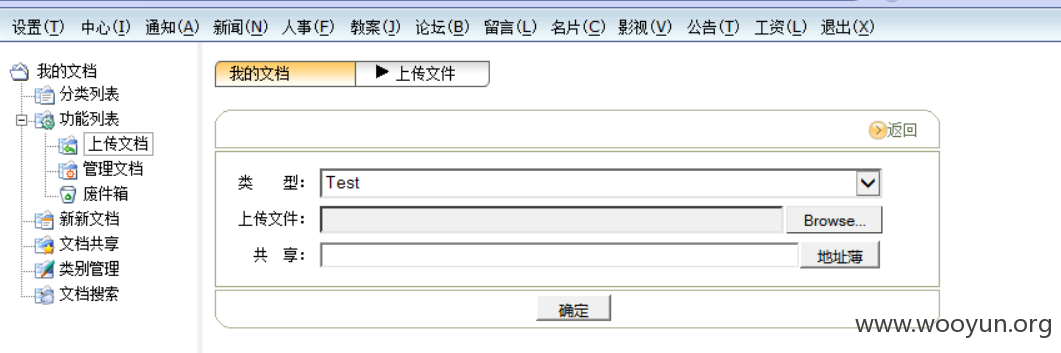 设置(T) 中心(I) 通知(A) 新闻(N) 人事(F) 教案(J) 论坛(B) 留言(L) 名片(C) 影视(V) 公告(T) 工资(L) 退出(X)
我的文档
分类列表
功能列表
上传文档
管理文档
废件箱
新新文档
文档共享
类别管理
文档搜索
我的文档 ▶上传文件
返回
类 型: Test
上传文件: Browse...
共 享: 地址薄
确定
www.wooyun.org